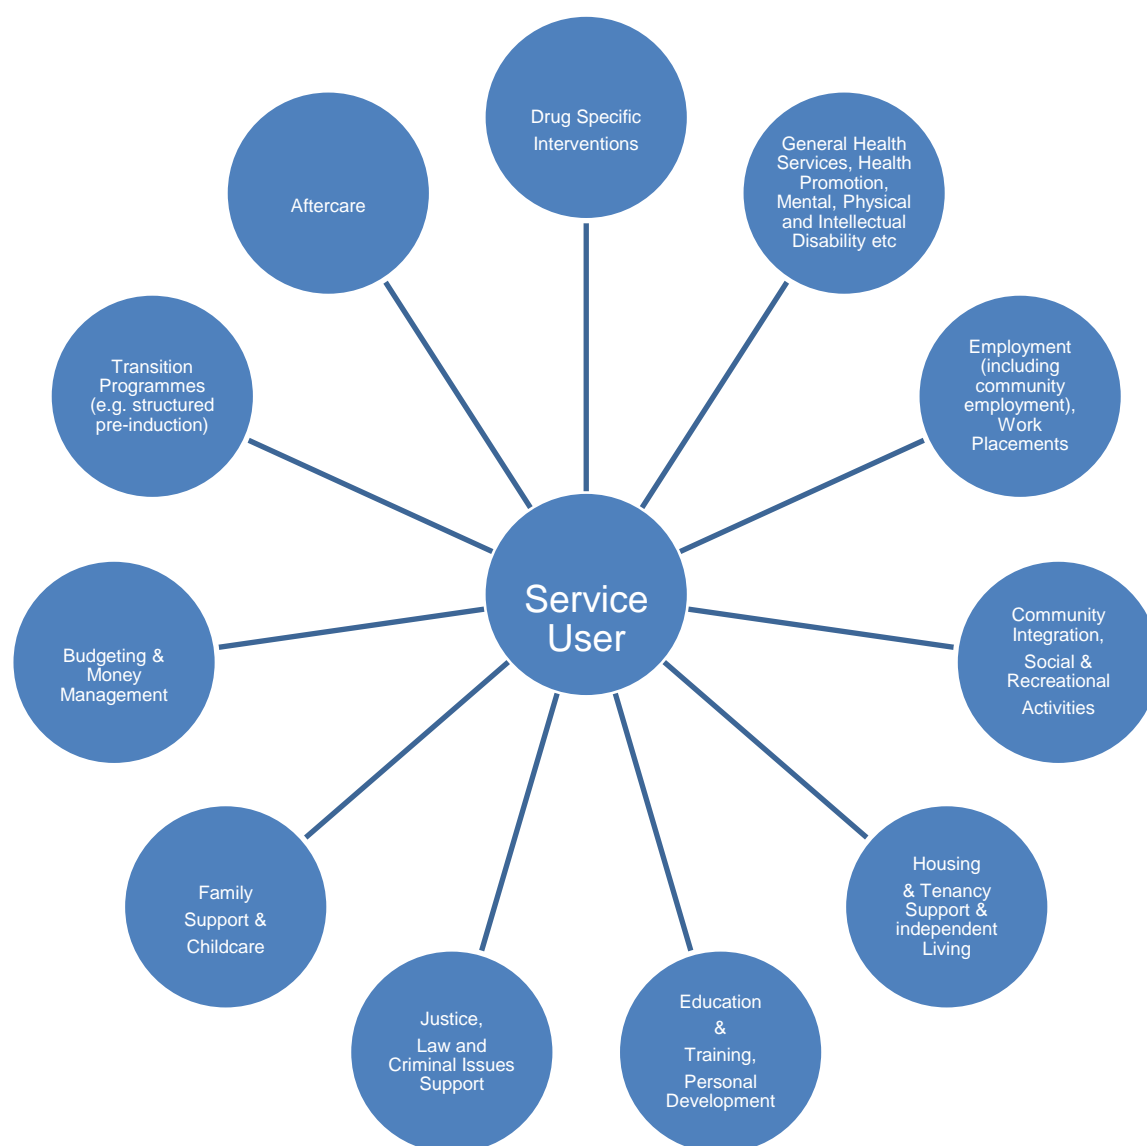 Drug Specific
Interventions
General Health
Services, Health
Promotion,
Mental, Physical
and Intellectual
Disability etc
Employment
(including
community
employment),
Work
Placements
Community
Integration,
Social &
Recreational
Activities
Housing
& Tenancy
Support &
independent
Living
Education
&
Training,
Personal
Development
Justice,
Law and
Criminal Issues
Support
Family
Support &
Childcare
Budgeting &
Money
Management
Transition
Programmes
(e.g. structured
pre-induction)
Aftercare
Service
User